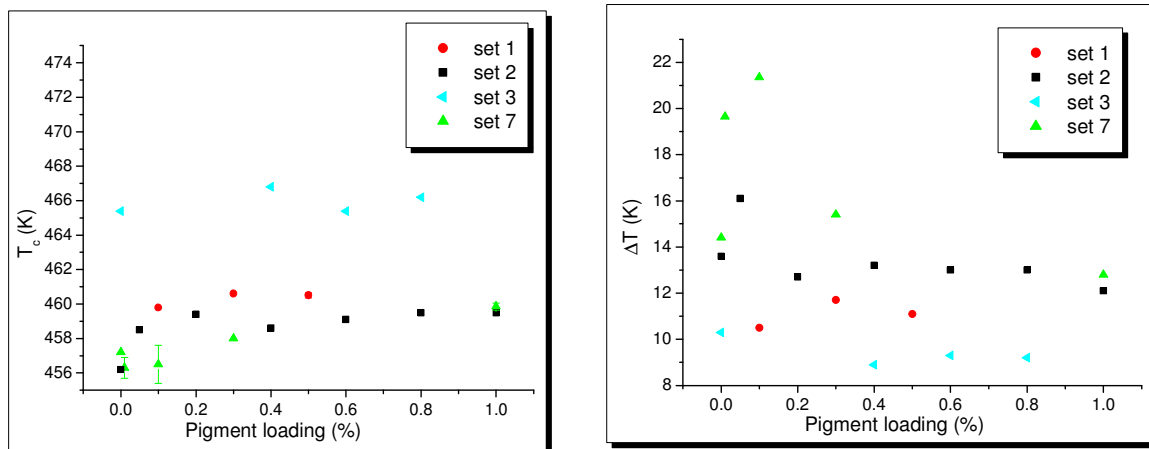 474
472
470
468
466
464
462
460
458
456
T_c (K)
0.0 0.2 0.4 0.6 0.8 1.0
Pigment loading (%)
set 1
set 2
set 3
set 7
22
20
18
16
14
12
10
8
ΔT (K)
0.0 0.2 0.4 0.6 0.8 1.0
Pigment loading (%)
set 1
set 2
set 3
set 7